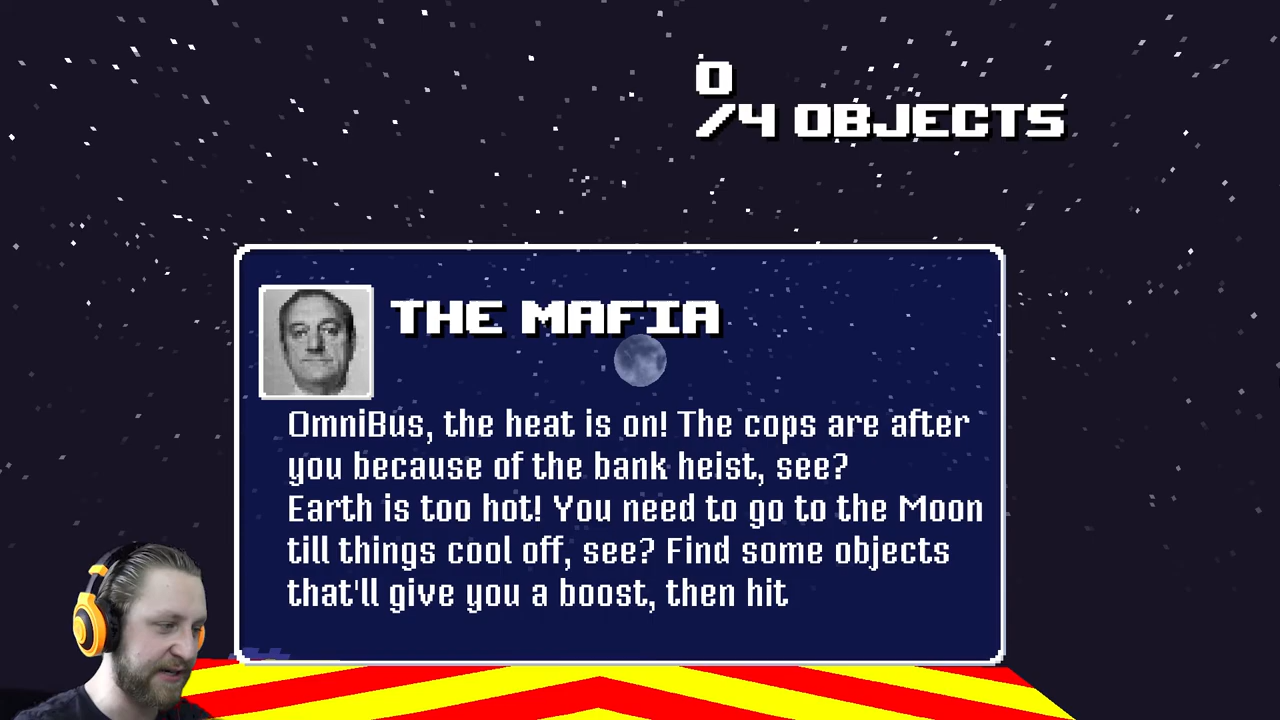 0
/4 OBJECTS
THE MAFIA
OmniBus, the heat is on! The cops are after
you because of the bank heist, see?
Earth is too hot! You need to go to the Moon
till things cool off, see? Find some objects
that'll give you a boost, then hit